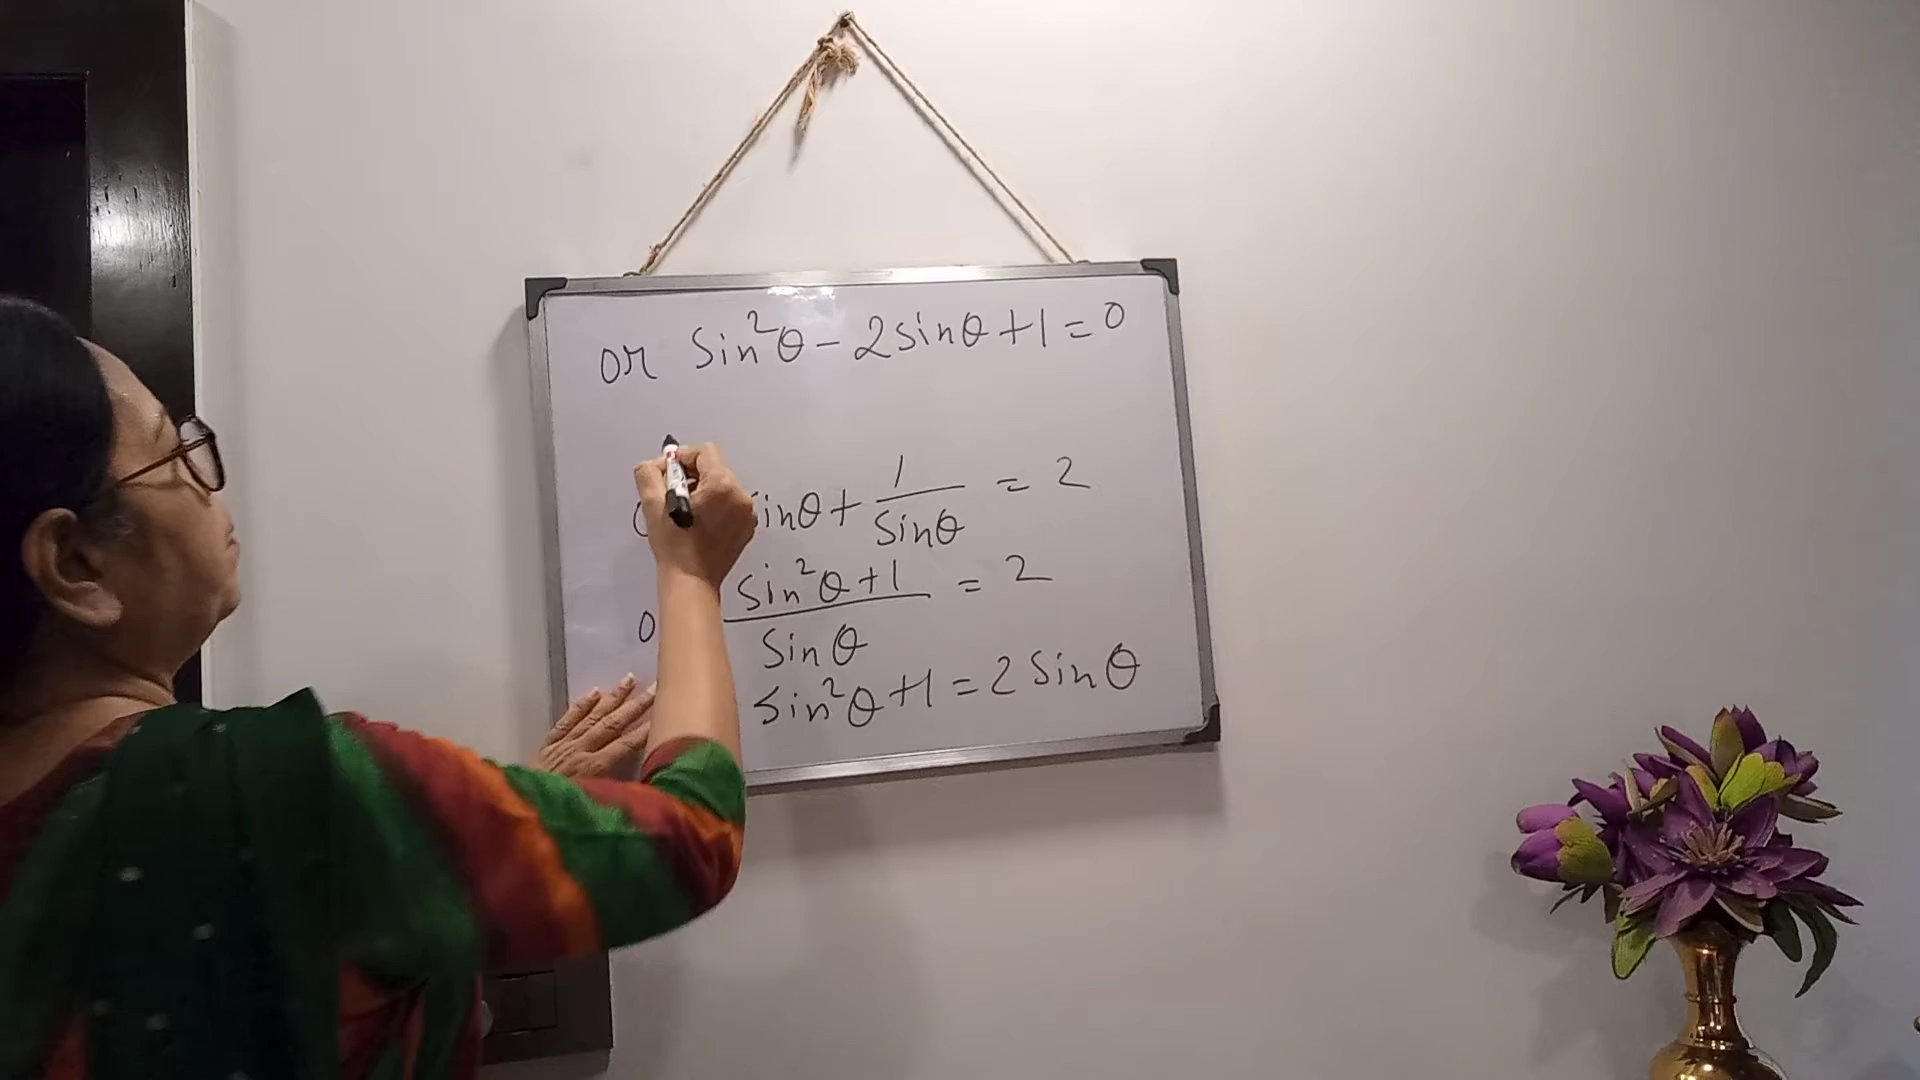 or Sin²θ - 2sinθ + 1 = 0
sinθ + 1/Sinθ = 2
Sin²θ + 1/Sinθ = 2
Sin²θ + 1 = 2 Sinθ